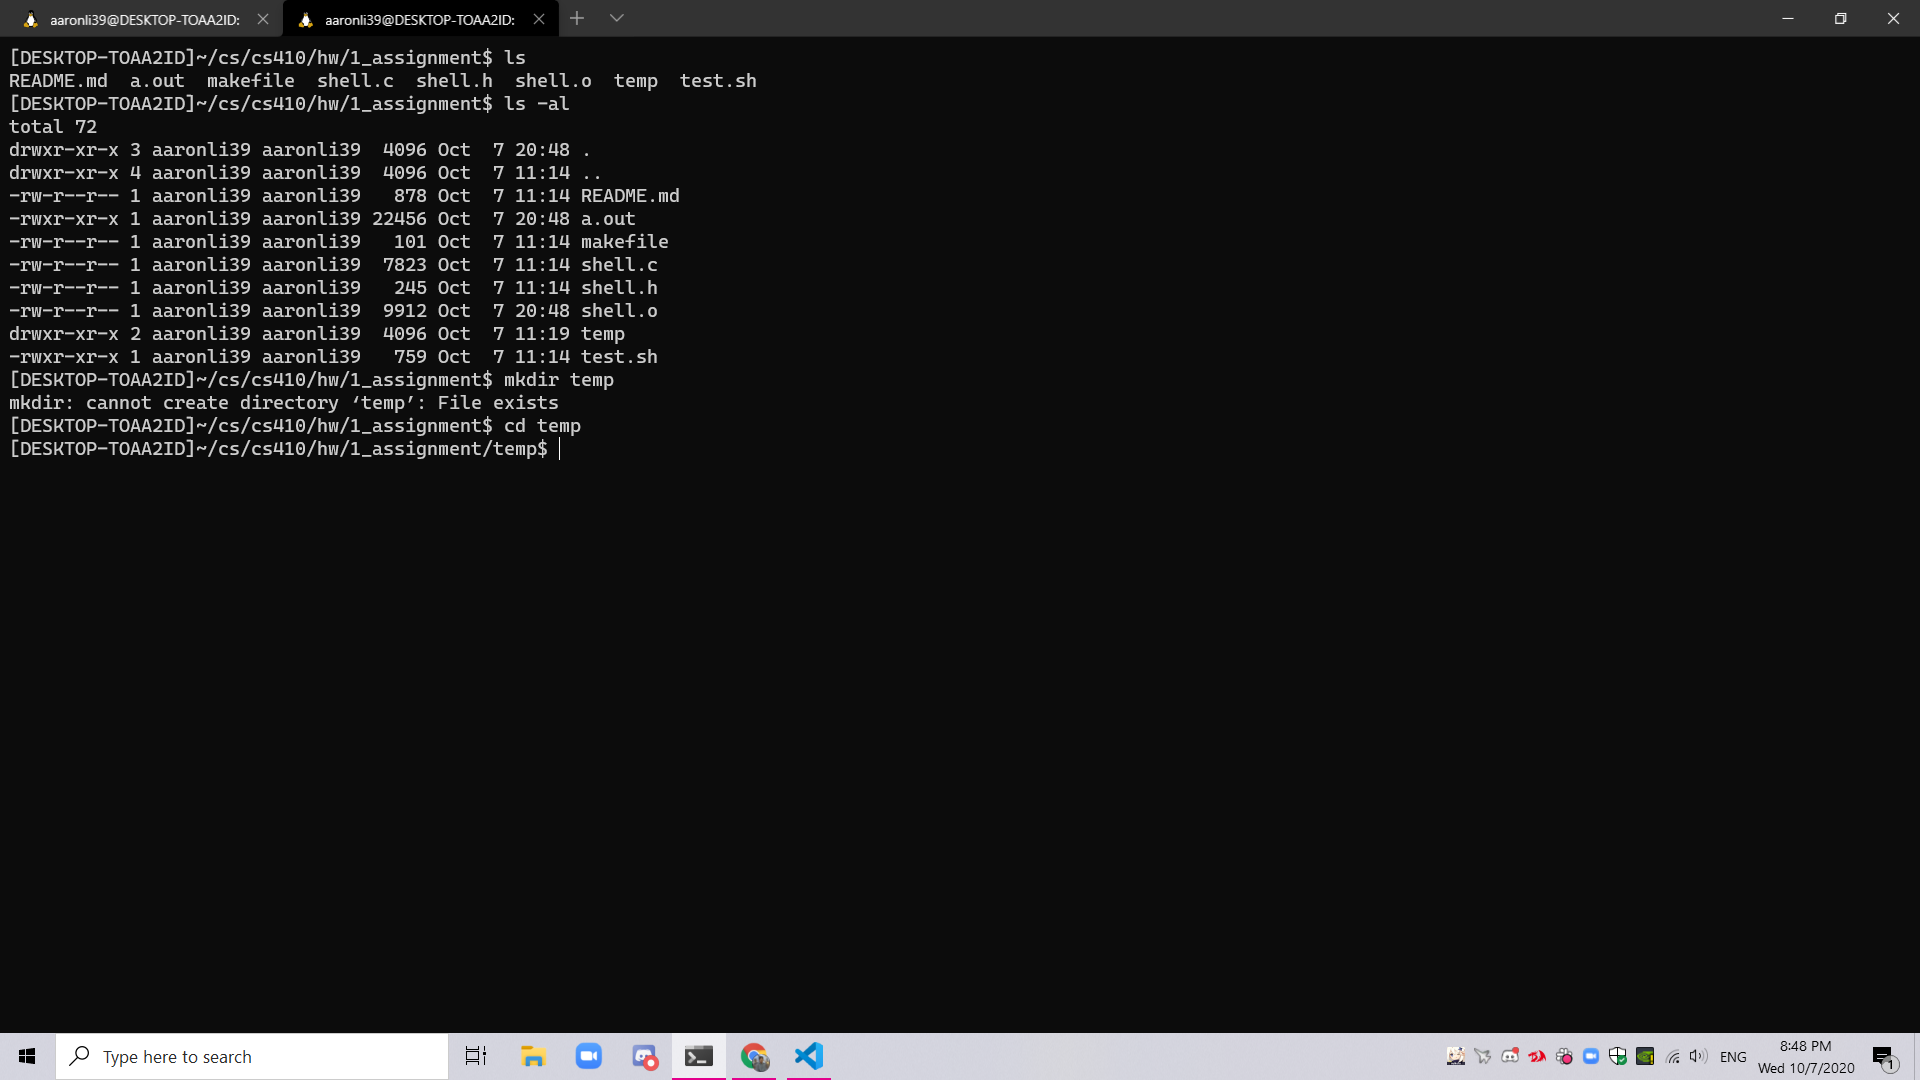 aaronli39@DESKTOP-TOAA2ID: aaronli39@DESKTOP-TOAA2ID:
[DESKTOP-TOAA2ID]~/cs/cs410/hw/1_assignment$ ls
README.md  a.out  makefile  shell.c  shell.h  shell.o  temp  test.sh
[DESKTOP-TOAA2ID]~/cs/cs410/hw/1_assignment$ ls -al
total 72
drwxr-xr-x 3 aaronli39 aaronli39  4096 Oct  7 20:48 .
drwxr-xr-x 4 aaronli39 aaronli39  4096 Oct  7 11:14 ..
-rw-r--r-- 1 aaronli39 aaronli39   878 Oct  7 11:14 README.md
-rwxr-xr-x 1 aaronli39 aaronli39 22456 Oct  7 20:48 a.out
-rw-r--r-- 1 aaronli39 aaronli39   101 Oct  7 11:14 makefile
-rw-r--r-- 1 aaronli39 aaronli39  7823 Oct  7 11:14 shell.c
-rw-r--r-- 1 aaronli39 aaronli39   245 Oct  7 11:14 shell.h
-rw-r--r-- 1 aaronli39 aaronli39  9912 Oct  7 20:48 shell.o
drwxr-xr-x 2 aaronli39 aaronli39  4096 Oct  7 11:19 temp
-rwxr-xr-x 1 aaronli39 aaronli39   759 Oct  7 11:14 test.sh
[DESKTOP-TOAA2ID]~/cs/cs410/hw/1_assignment$ mkdir temp
mkdir: cannot create directory ‘temp’: File exists
[DESKTOP-TOAA2ID]~/cs/cs410/hw/1_assignment$ cd temp
[DESKTOP-TOAA2ID]~/cs/cs410/hw/1_assignment/temp$
Type here to search
ENG
8:48 PM
Wed 10/7/2020
1